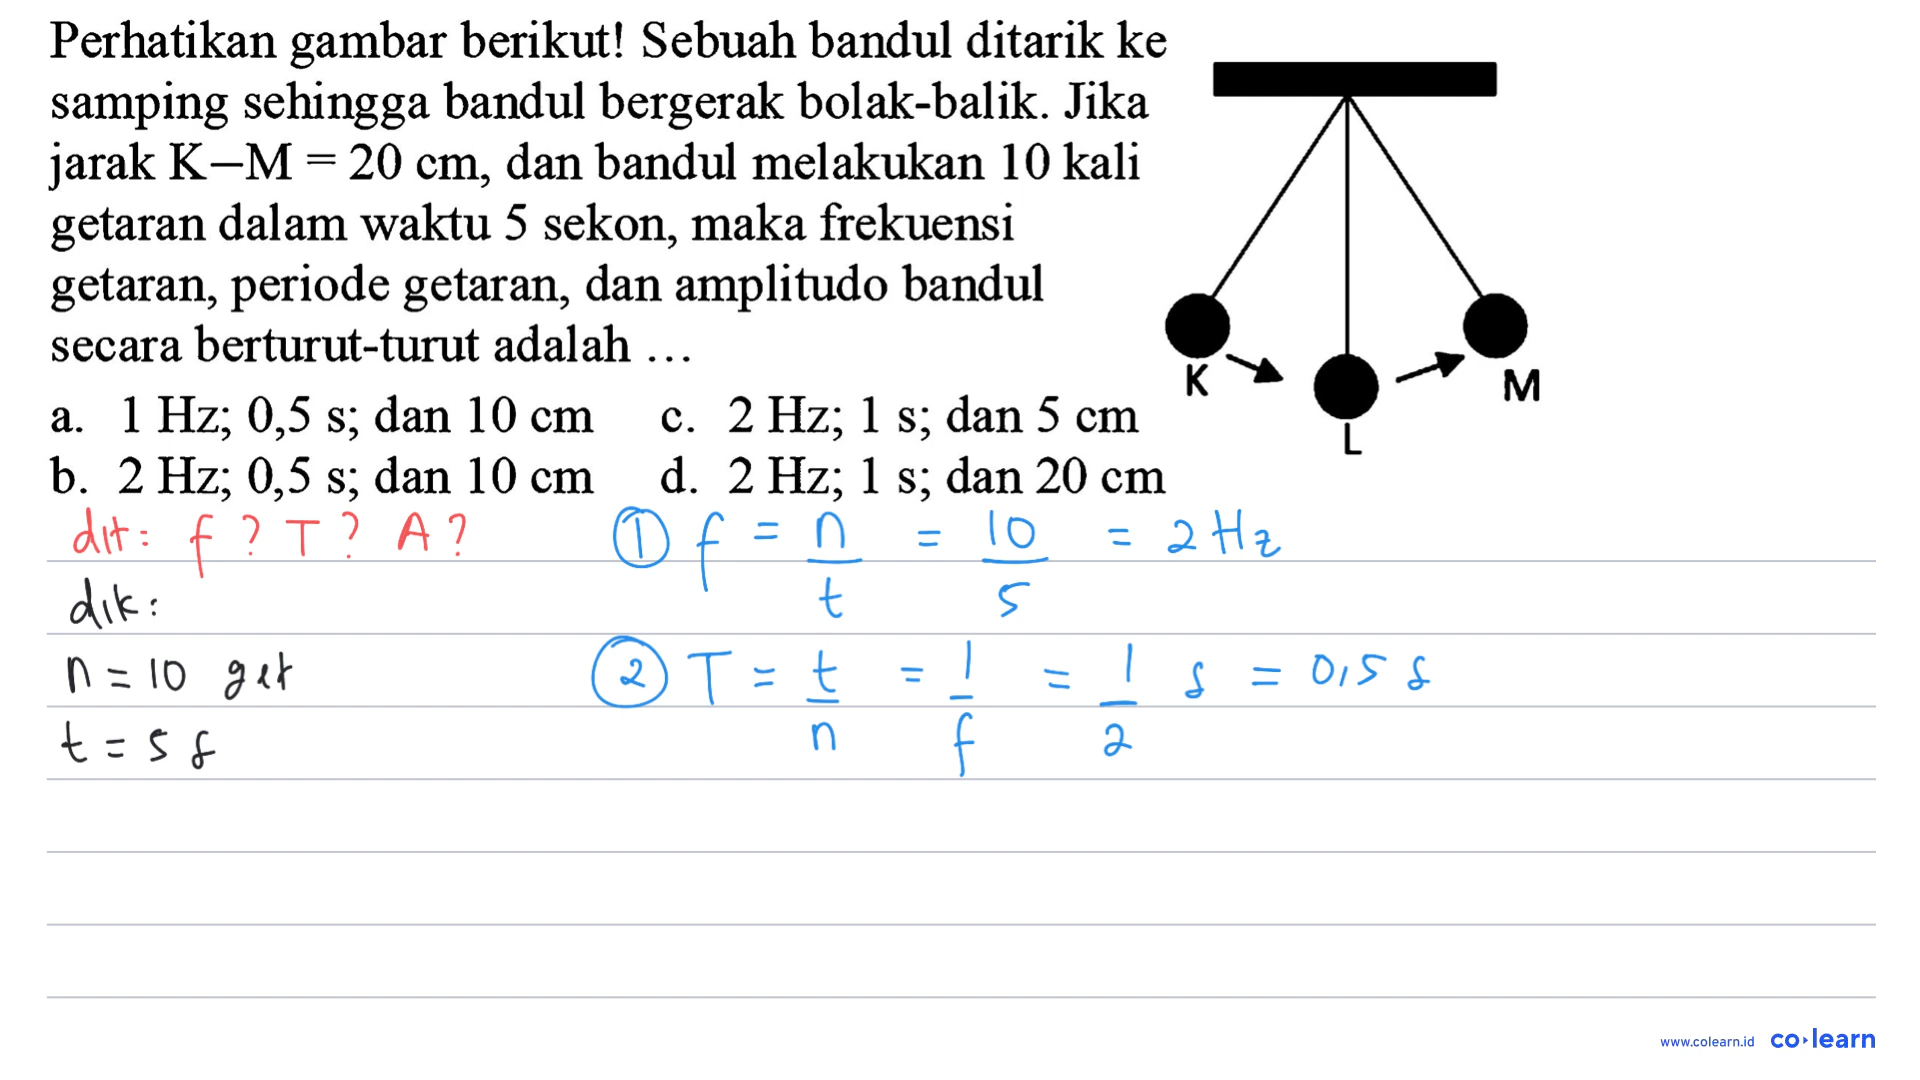 Perhatikan gambar berikut! Sebuah bandul ditarik ke
samping sehingga bandul bergerak bolak-balik. Jika
jarak K−M = 20 cm, dan bandul melakukan 10 kali
getaran dalam waktu 5 sekon, maka frekuensi
getaran, periode getaran, dan amplitudo bandul
secara berturut-turut adalah ...
a. 1 Hz; 0,5 s; dan 10 cm c. 2 Hz; 1 s; dan 5 cm
b. 2 Hz; 0,5 s; dan 10 cm d. 2 Hz; 1 s; dan 20 cm
K
L
M
dit: f? T? A?
dik:
n = 10 get
t = 5 s
① f = n/t = 10/5 = 2 Hz
② T = t/n = 1/f = 1/2 s = 0,5 s
www.colearn.id co·learn